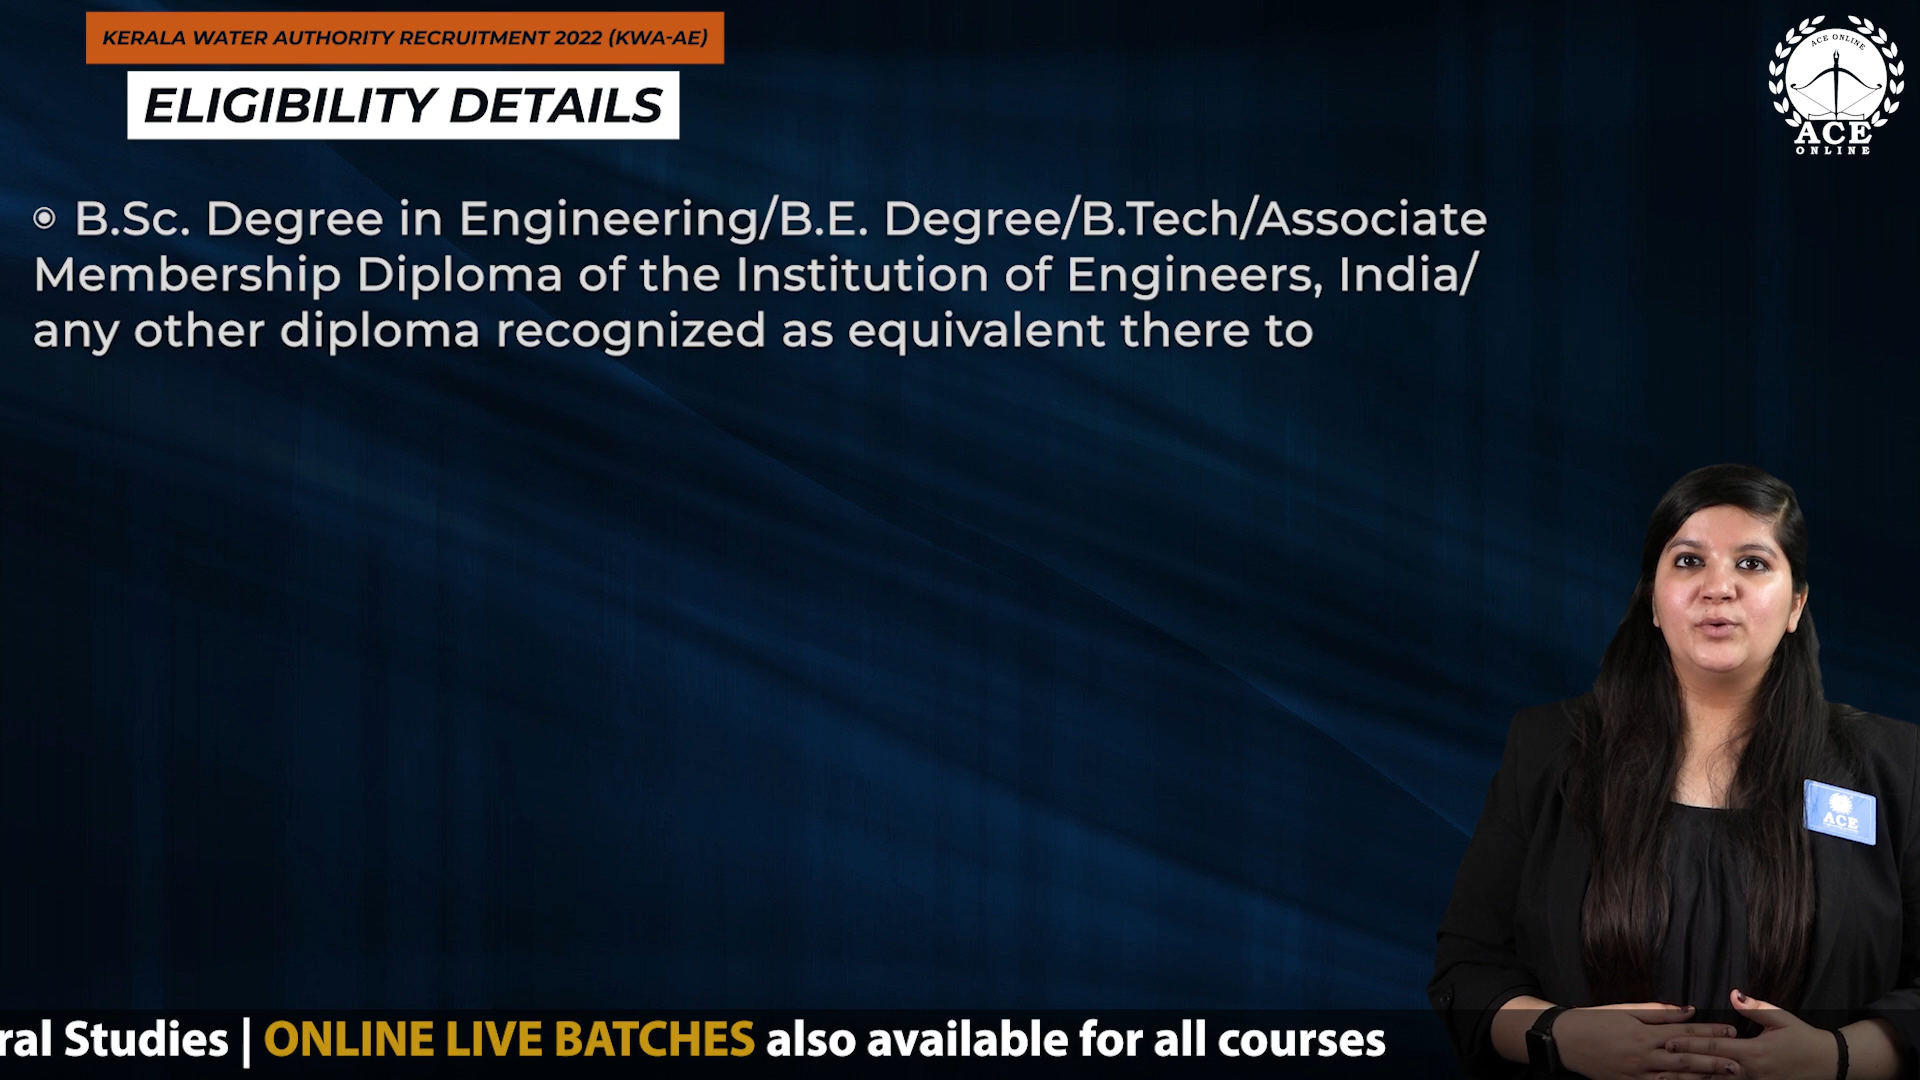 KERALA WATER AUTHORITY RECRUITMENT 2022 (KWA-AE)
ELIGIBILITY DETAILS
ACE ONLINE
ACE
ONLINE
B.Sc. Degree in Engineering/B.E. Degree/B.Tech/Associate
Membership Diploma of the Institution of Engineers, India/
any other diploma recognized as equivalent there to
ACE
ral Studies | ONLINE LIVE BATCHES also available for all courses